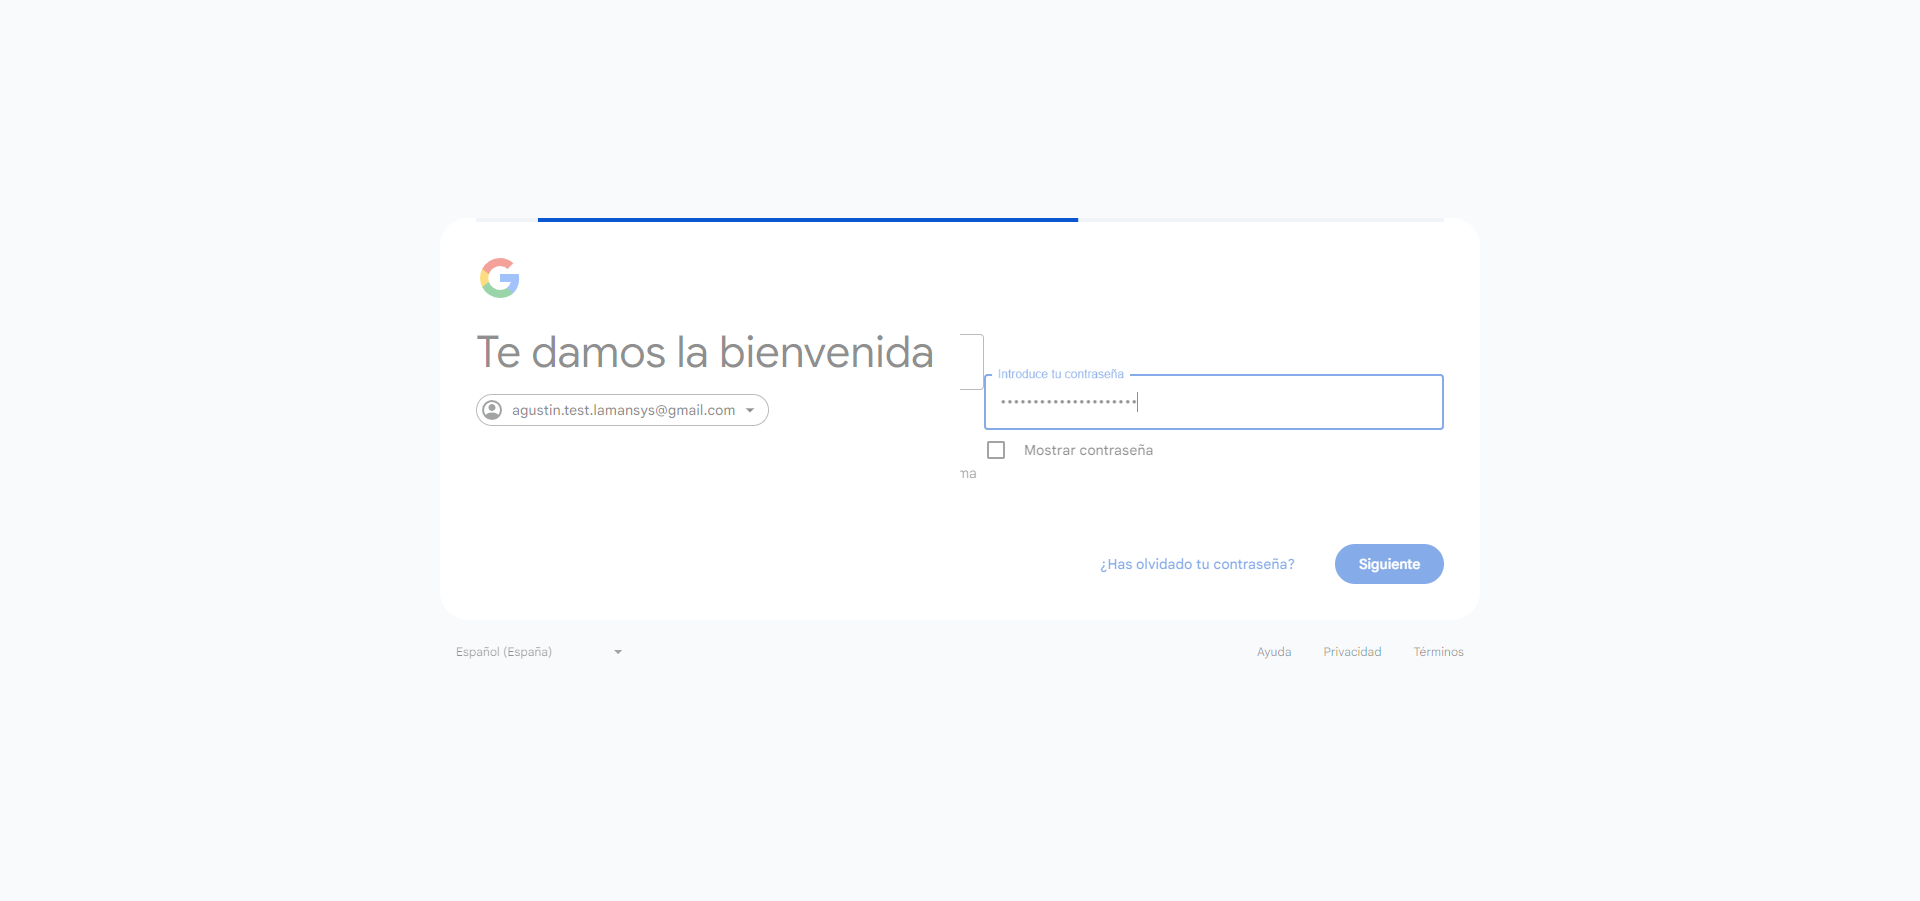 Te damos la bienvenida
agustin.test.lamansys@gmail.com
Introduce tu contraseña
•••••••••••••••••••••
Mostrar contraseña
ma
¿Has olvidado tu contraseña?
Siguiente
Español (España)
Ayuda
Privacidad
Términos